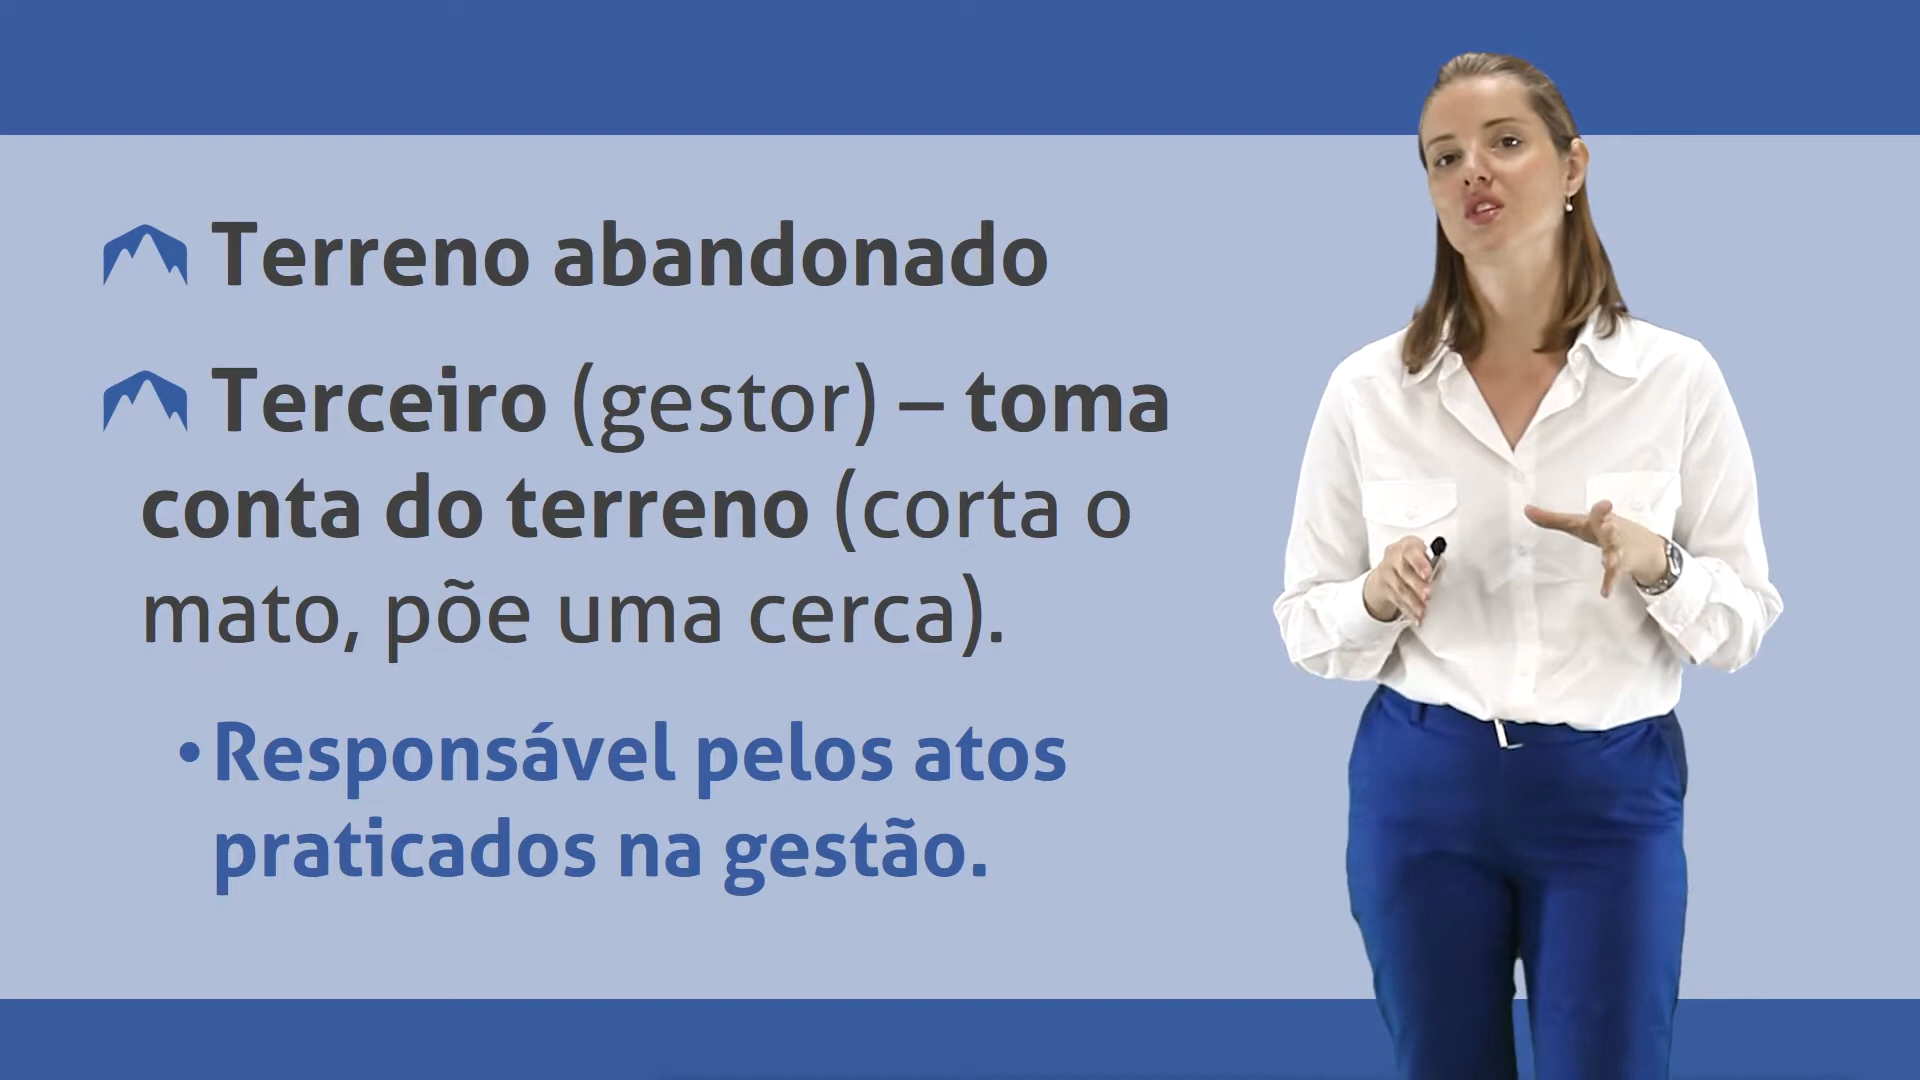 Terreno abandonado
Terceiro (gestor) – toma
conta do terreno (corta o
mato, põe uma cerca).
• Responsável pelos atos
praticados na gestão.